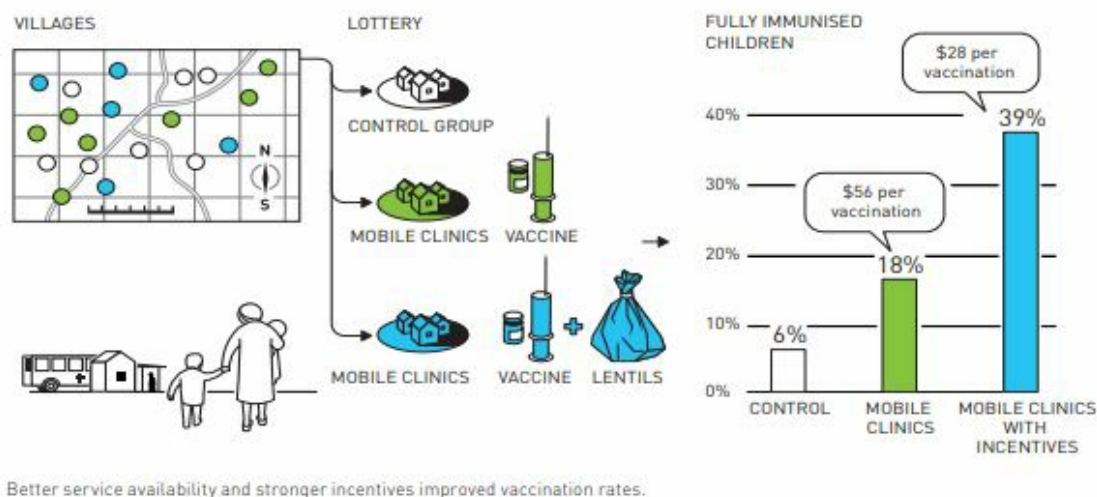 VILLAGES
N
S
LOTTERY
CONTROL GROUP
MOBILE CLINICS
VACCINE
MOBILE CLINICS
VACCINE
+
LENTILS
FULLY IMMUNISED
CHILDREN
$28 per
vaccination
$56 per
vaccination
40%
30%
20%
10%
0%
6%
18%
39%
CONTROL
MOBILE
CLINICS
MOBILE CLINICS
WITH
INCENTIVES
Better service availability and stronger incentives improved vaccination rates.